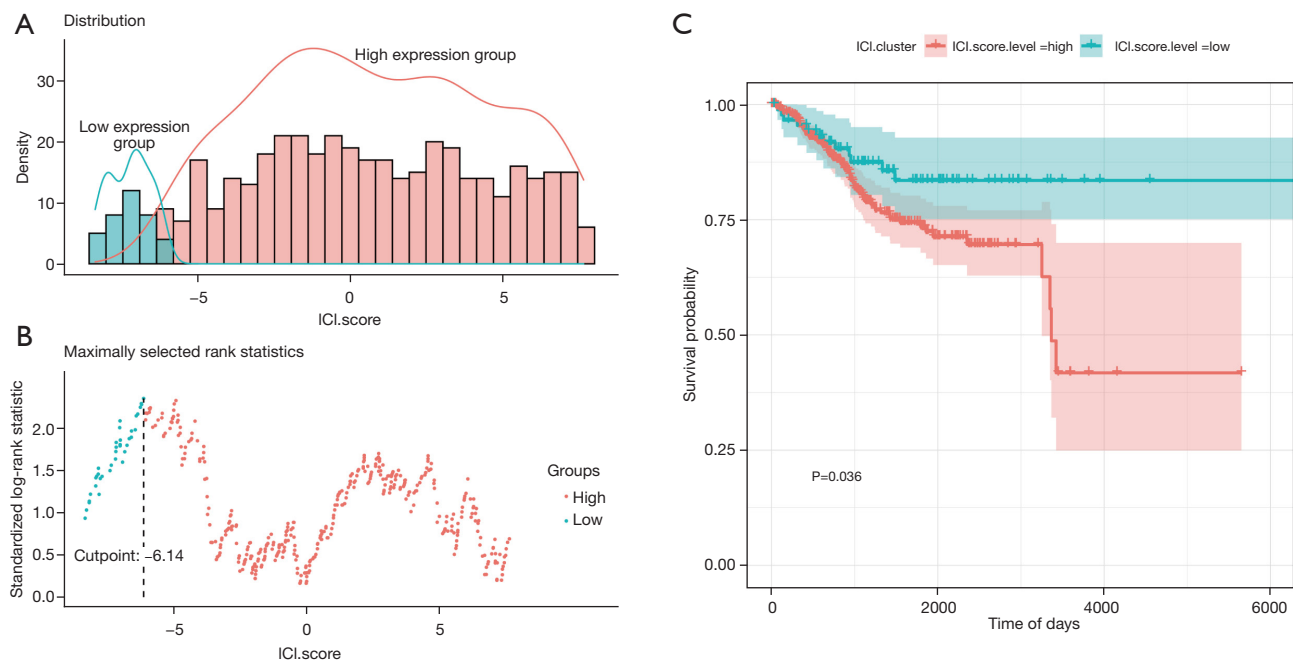 A
Distribution
High expression group
Low expression
group
Density
30
20
10
0
−5
0
5
ICI.score
B
Maximally selected rank statistics
Standardized log-rank statistic
2.0
1.5
1.0
0.5
0.0
Cutpoint: −6.14
Groups
High
Low
−5
0
5
ICI.score
C
ICI.cluster ICI.score.level =high ICI.score.level =low
Survival probability
1.00
0.75
0.50
0.25
0.00
P=0.036
0
2000
4000
6000
Time of days